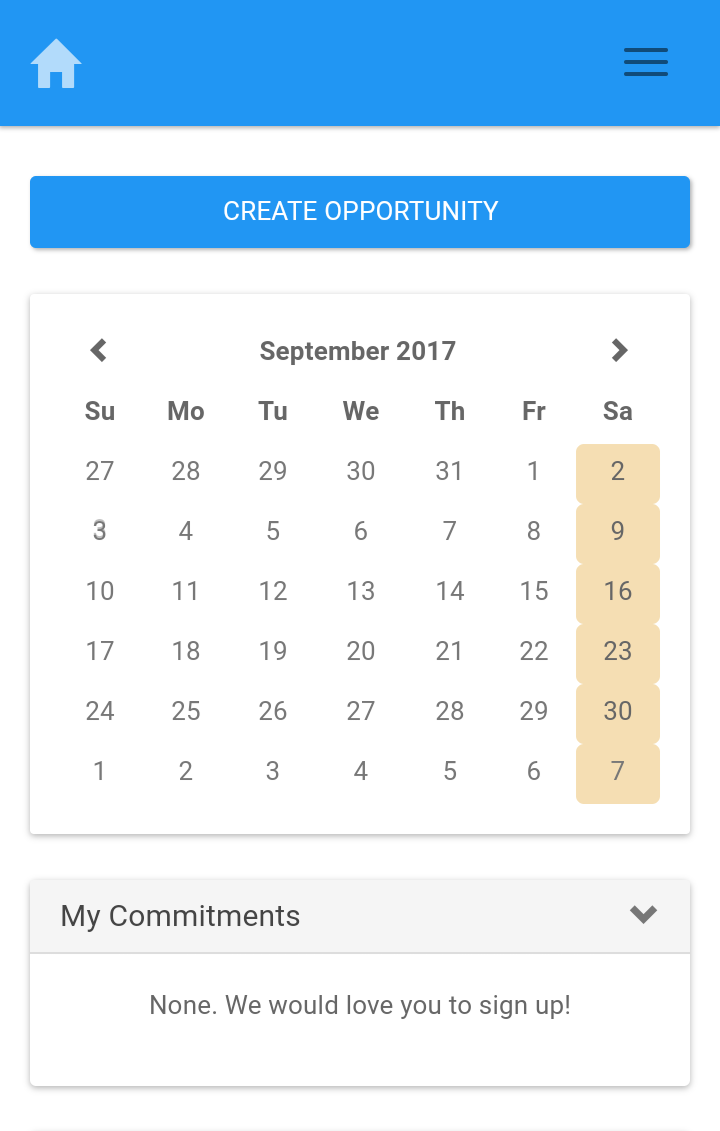 CREATE OPPORTUNITY
September 2017
Su Mo Tu We Th Fr Sa
27 28 29 30 31 1 2
3 4 5 6 7 8 9
10 11 12 13 14 15 16
17 18 19 20 21 22 23
24 25 26 27 28 29 30
1 2 3 4 5 6 7
My Commitments
None. We would love you to sign up!